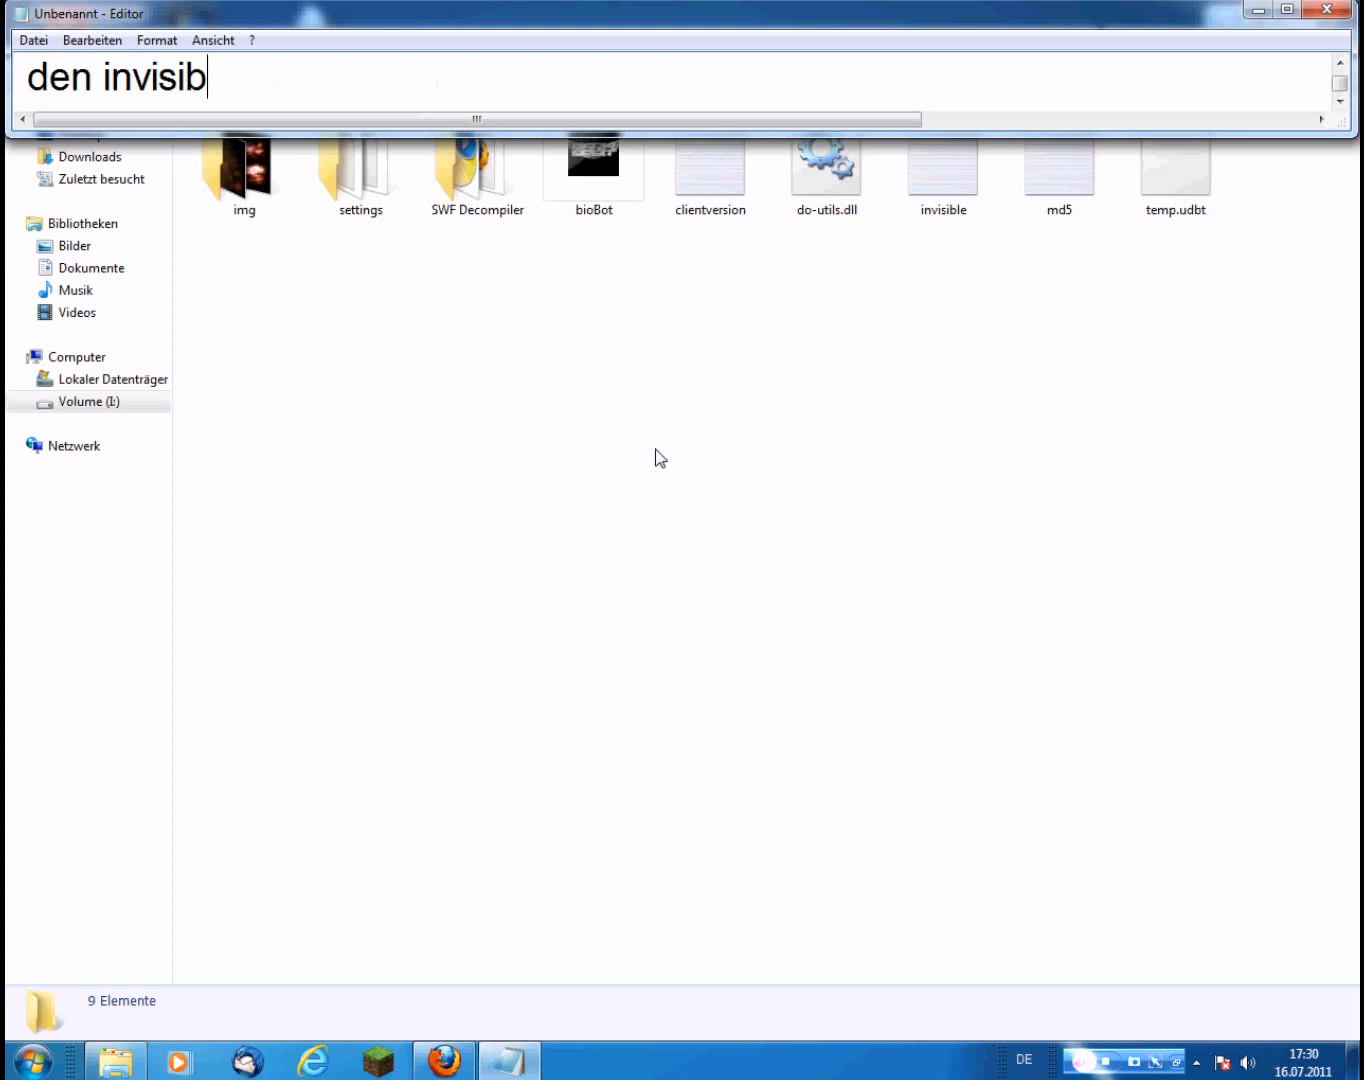 Unbenannt - Editor
Datei Bearbeiten Format Ansicht ?
den invisib
Downloads
Zuletzt besucht
Bibliotheken
Bilder
Dokumente
Musik
Videos
Computer
Lokaler Datenträger
Volume (I:)
Netzwerk
img settings SWF Decompiler bioBot clientversion do-utils.dll invisible md5 temp.udbt
9 Elemente
DE
17:30
16.07.2011